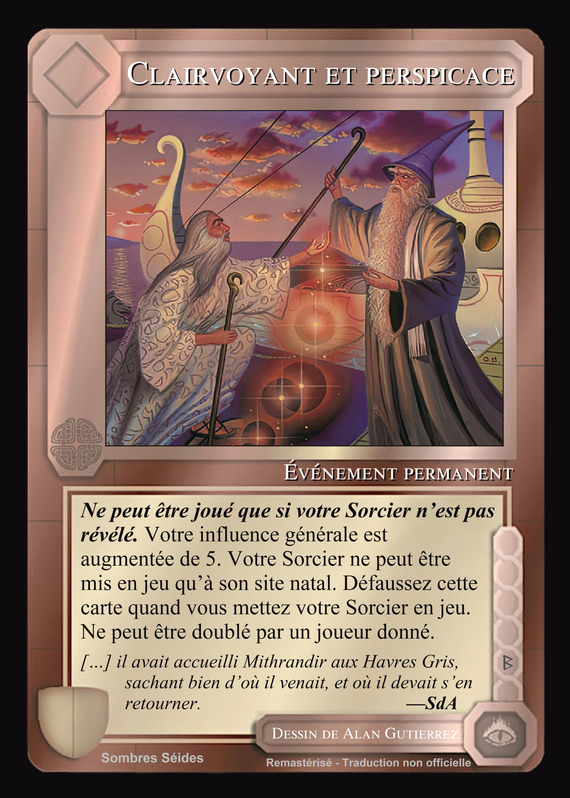 Clairvoyant et perspicace
Événement permanent
Ne peut être joué que si votre Sorcier n'est pas
révélé. Votre influence générale est
augmentée de 5. Votre Sorcier ne peut être
mis en jeu qu'à son site natal. Défaussez cette
carte quand vous mettez votre Sorcier en jeu.
Ne peut être doublé par un joueur donné.
[…] il avait accueilli Mithrandir aux Havres Gris,
sachant bien d'où il venait, et où il devait s'en
retourner.
—SdA
ᛒ
Dessin de Alan Gutierrez
Sombres Séides
Remastérisé - Traduction non officielle